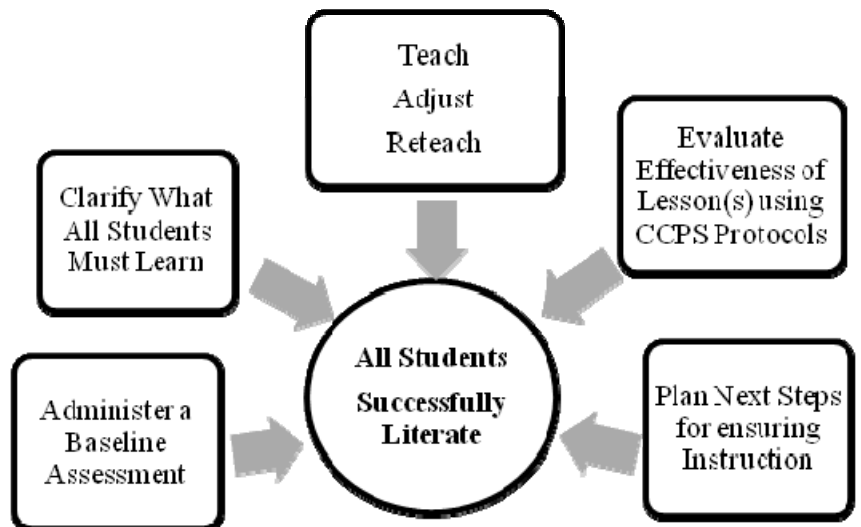 Teach
Adjust
Reteach
Evaluate
Effectiveness of
Lesson(s) using
CCPS Protocols
Clarify What
All Students
Must Learn
All Students
Successfully
Literate
Administer a
Baseline
Assessment
Plan Next Steps
for ensuring
Instruction